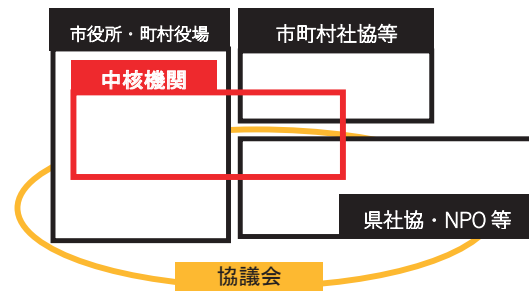 市役所・町村役場
市町村社協等
中核機関
県社協・NPO 等
協議会